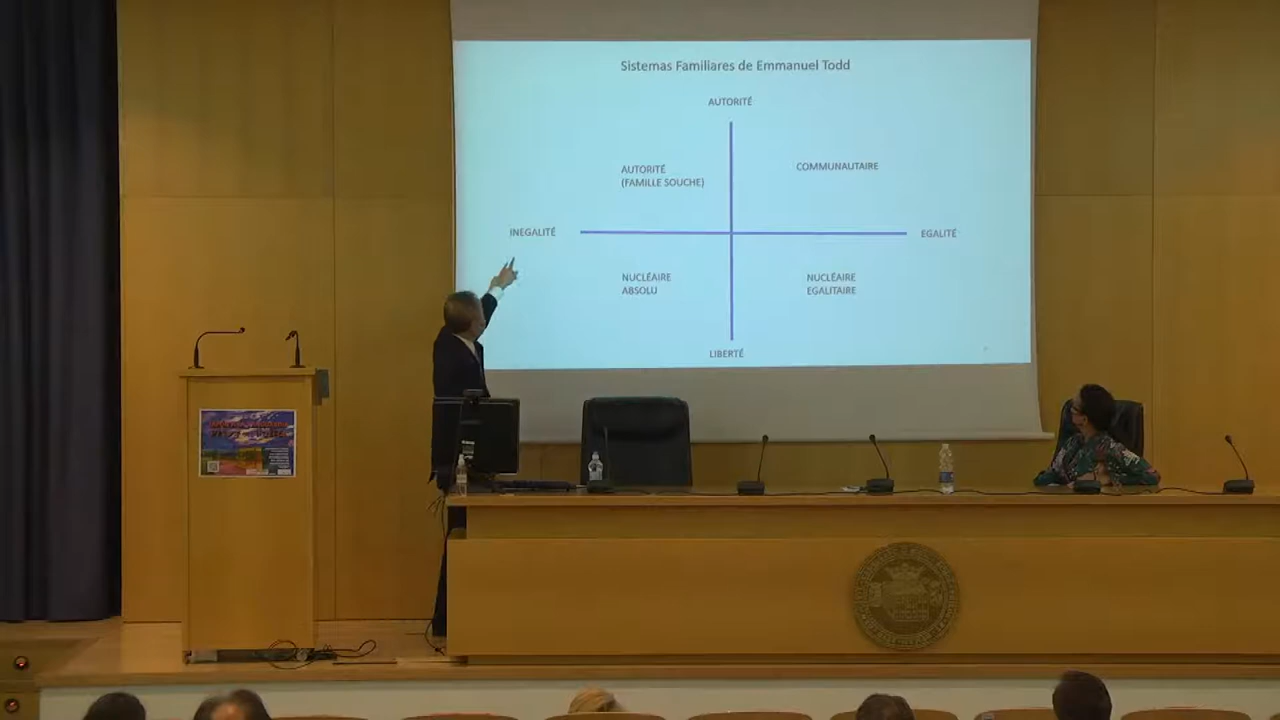 Sistemas Familiares de Emmanuel Todd
AUTORITÉ
AUTORITÉ
(FAMILLE SOUCHE)
COMMUNAUTAIRE
INEGALITÉ
EGALITÉ
NUCLÉAIRE
ABSOLU
NUCLÉAIRE
EGALITAIRE
LIBERTÉ